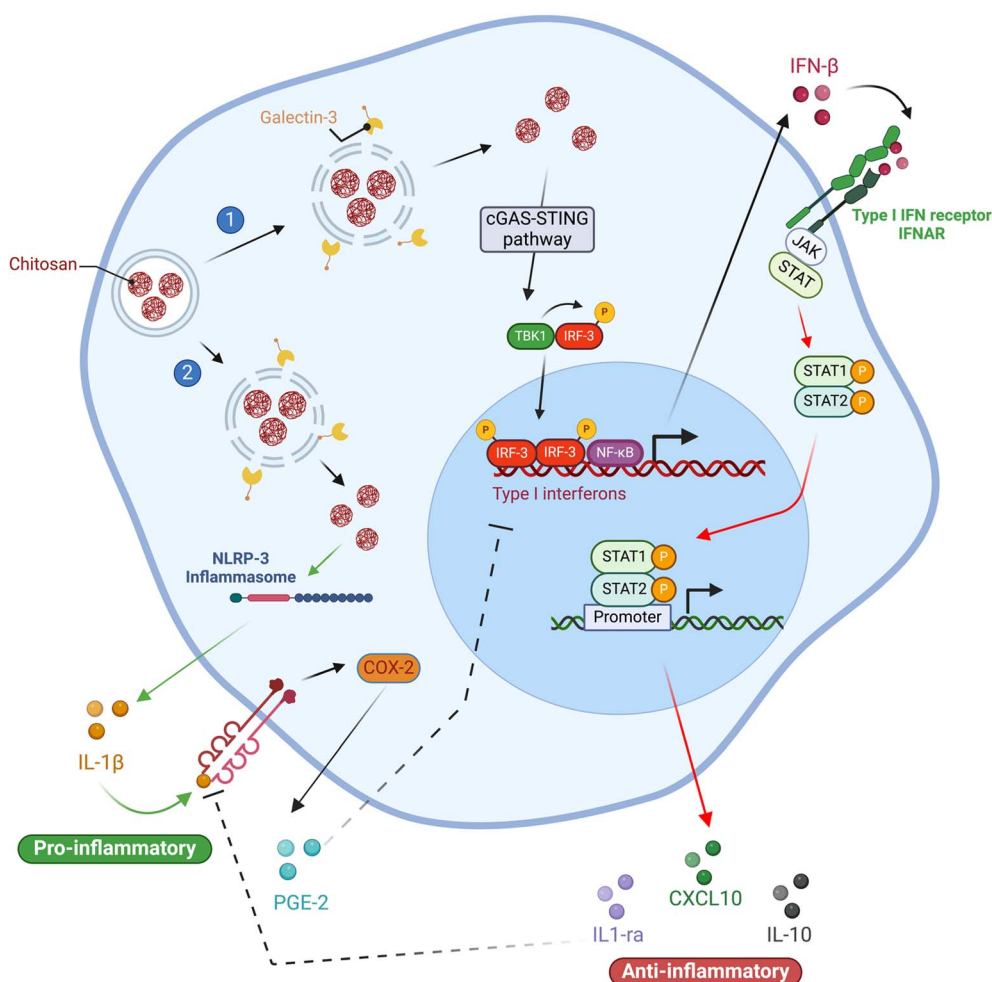 IFN-β
Galectin-3
1
cGAS-STING
pathway
Type I IFN receptor
IFNAR
JAK
STAT
Chitosan
P
TBK1
IRF-3
2
STAT1
P
STAT2
P
P
P
IRF-3
IRF-3
NF-κB
Type I interferons
NLRP-3
Inflammasome
STAT1
P
STAT2
P
Promoter
COX-2
IL-1β
Pro-inflammatory
PGE-2
CXCL10
IL1-ra
IL-10
Anti-inflammatory